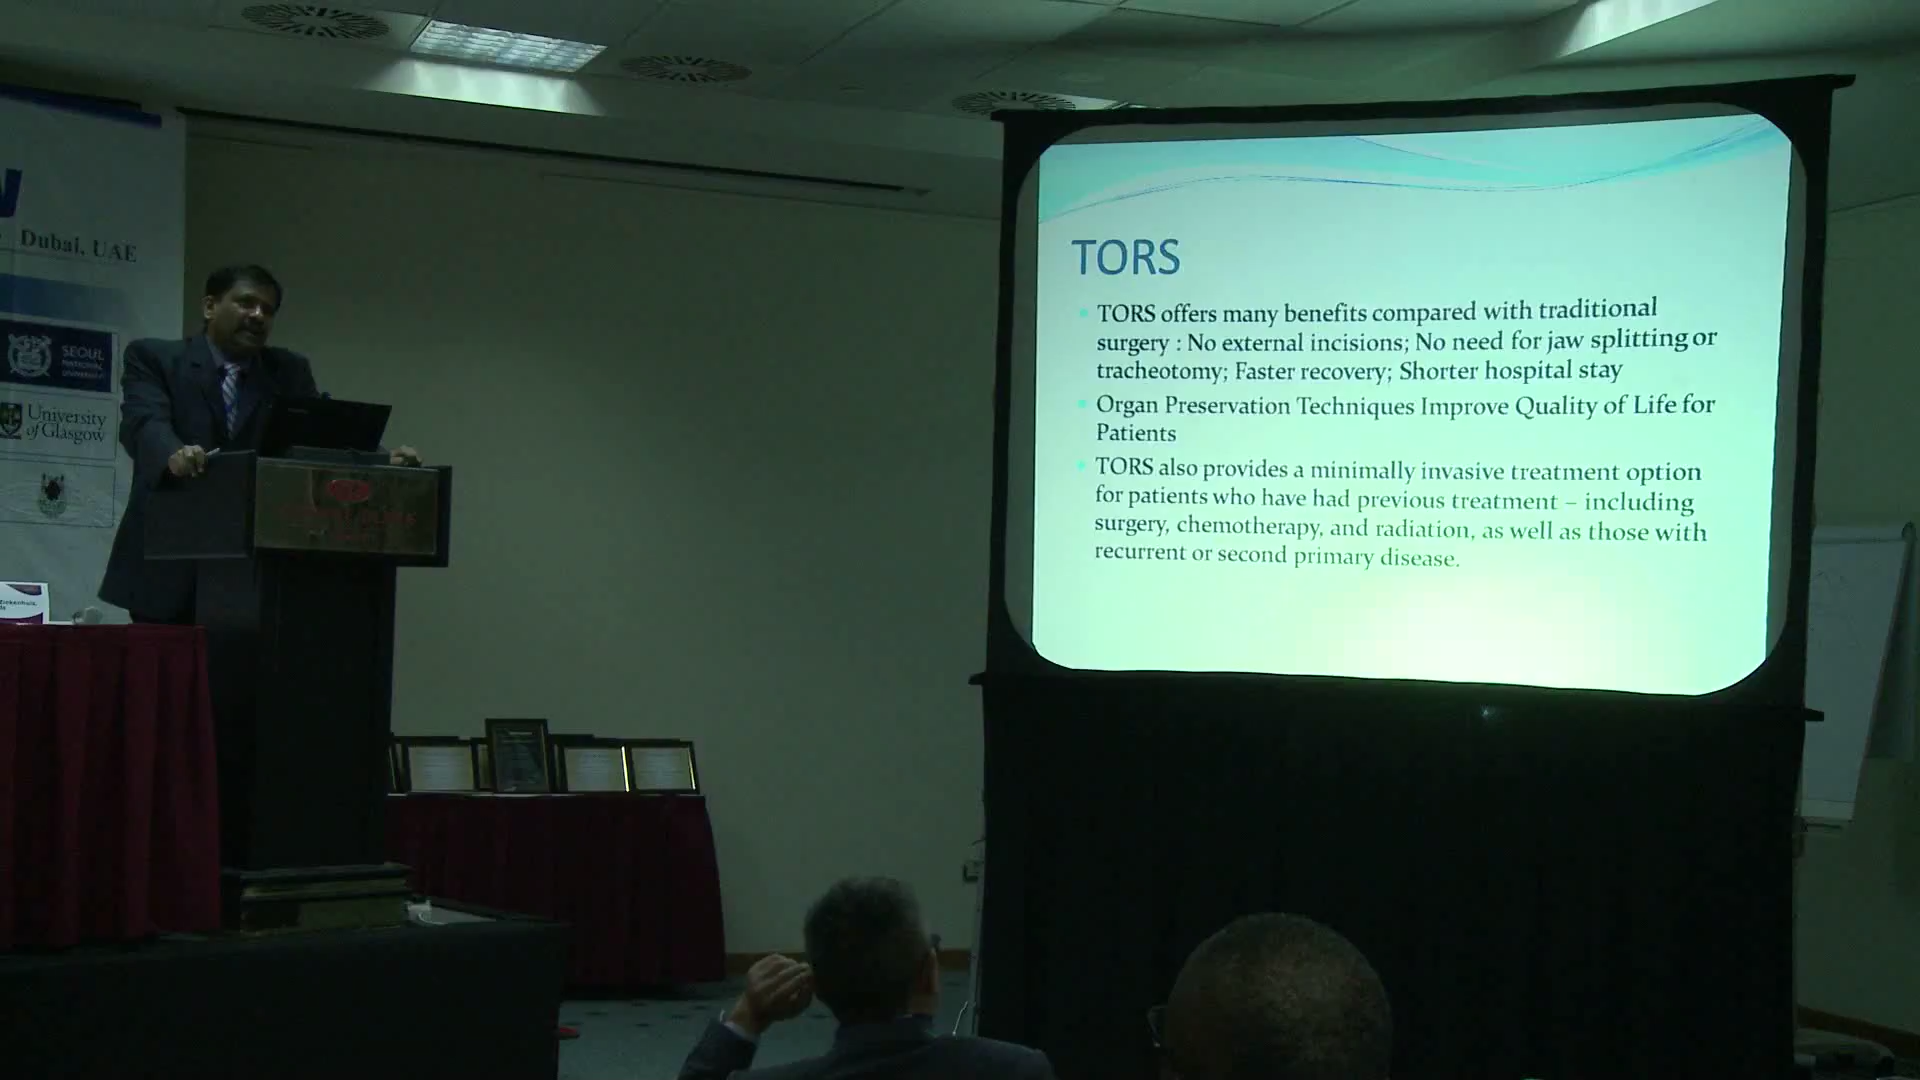 Dubai, UAE
SEOUL
NATIONAL
UNIVERSITY
University
of Glasgow
Ziekenhuis,
TORS
TORS offers many benefits compared with traditional
surgery : No external incisions; No need for jaw splitting or
tracheotomy; Faster recovery; Shorter hospital stay
Organ Preservation Techniques Improve Quality of Life for
Patients
TORS also provides a minimally invasive treatment option
for patients who have had previous treatment – including
surgery, chemotherapy, and radiation, as well as those with
recurrent or second primary disease.